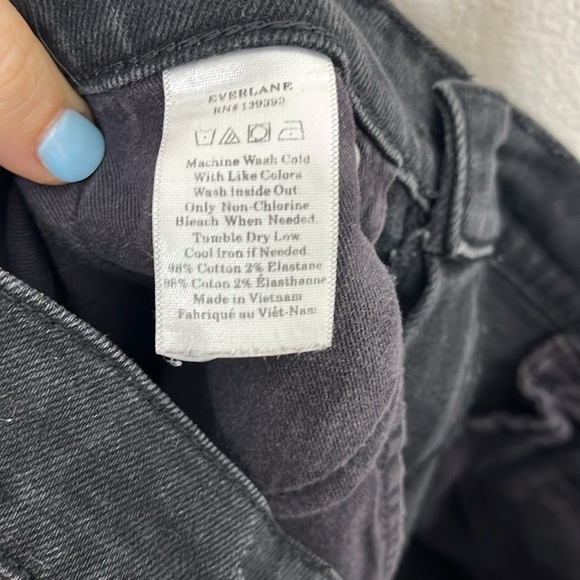 EVERLANE
RN# 139393
Machine Wash Cold
With Like Colors
Wash Inside Out
Only Non-Chlorine
Bleach When Needed.
Tumble Dry Low
Cool Iron if Needed
98% Cotton 2% Elastane
98% Coton 2% Élasthanne
Made in Vietnam
Fabriqué au Viêt-Nam